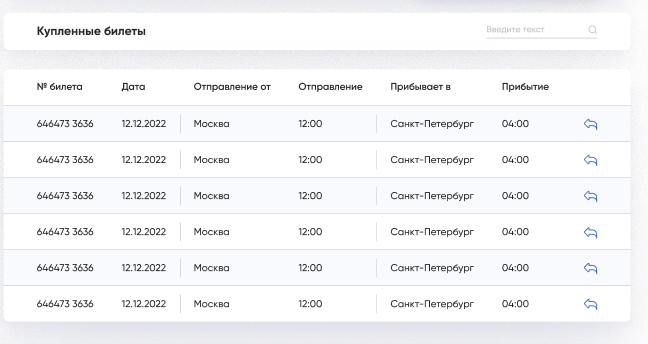 Купленные билеты Введите текст
№ билета Дата Отправление от Отправление Прибывает в Прибытие
646473 3636 12.12.2022 Москва 12:00 Санкт-Петербург 04:00
646473 3636 12.12.2022 Москва 12:00 Санкт-Петербург 04:00
646473 3636 12.12.2022 Москва 12:00 Санкт-Петербург 04:00
646473 3636 12.12.2022 Москва 12:00 Санкт-Петербург 04:00
646473 3636 12.12.2022 Москва 12:00 Санкт-Петербург 04:00
646473 3636 12.12.2022 Москва 12:00 Санкт-Петербург 04:00